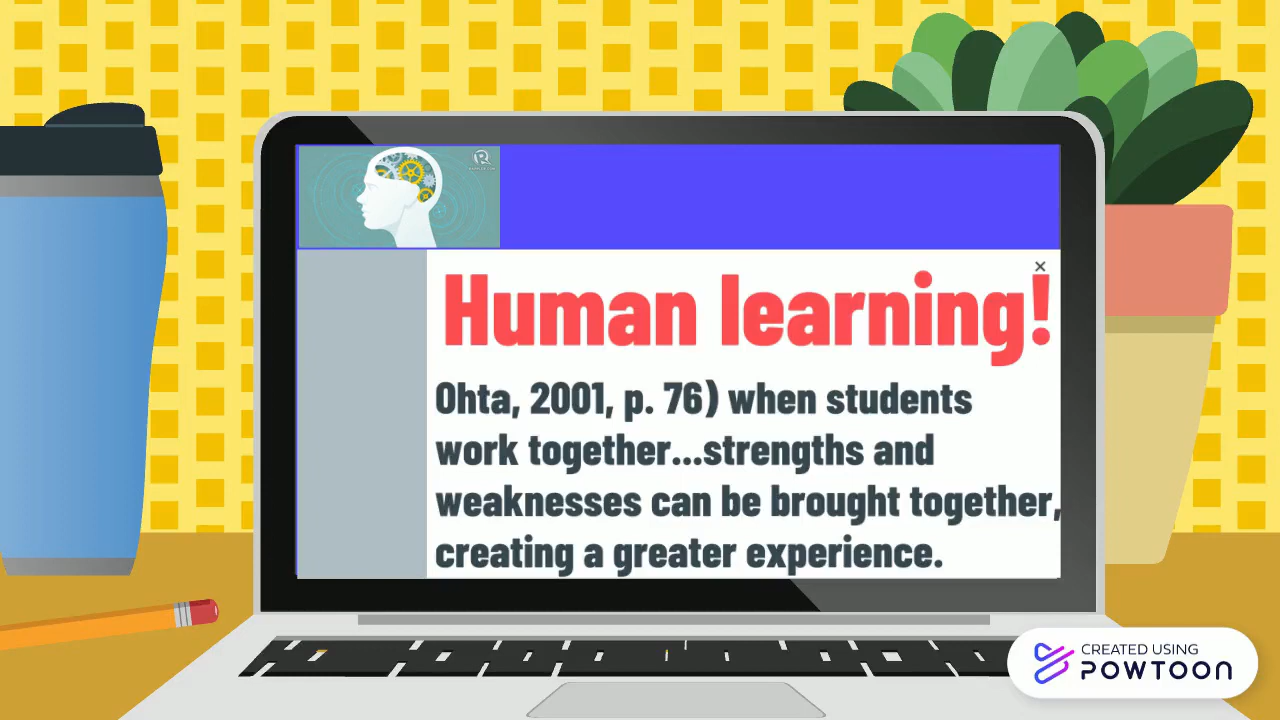 Human learning!
Ohta, 2001, p. 76) when students
work together...strengths and
weaknesses can be brought together,
creating a greater experience.
CREATED USING
POWTOON